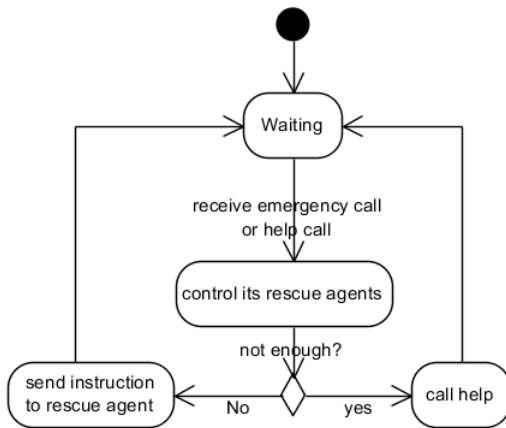 Waiting
receive emergency call
or help call
control its rescue agents
not enough?
send instruction
to rescue agent
No
yes
call help